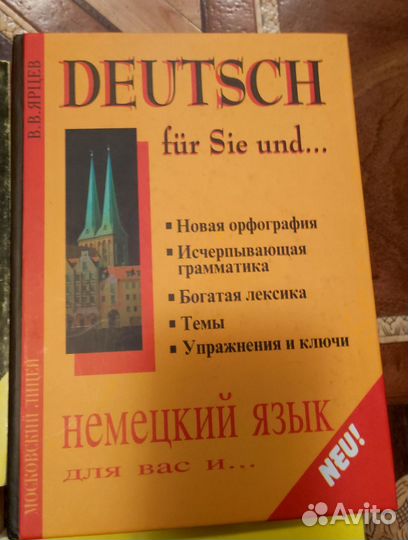 В.В. ЯРЦЕВ
DEUTSCH
für Sie und...
▪ Новая орфография
▪ Исчерпывающая
грамматика
▪ Богатая лексика
▪ Темы
▪ Упражнения и ключи
МОСКОВСКИЙ ЛИЦЕЙ
немецкий язык
для вас и...
NEU!
Avito